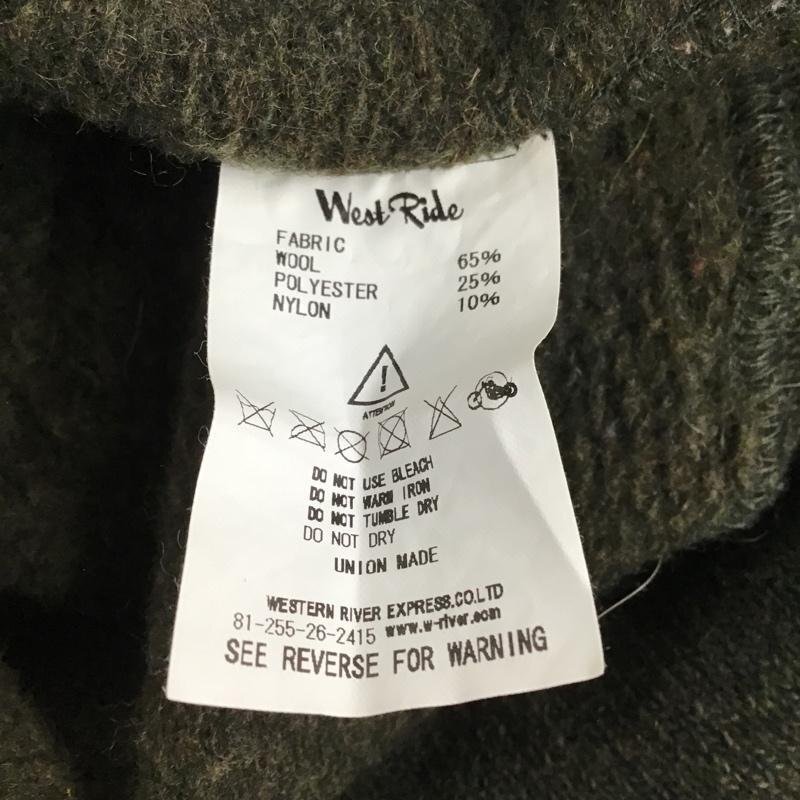 West Ride
FABRIC
WOOL 65%
POLYESTER 25%
NYLON 10%
!
ATTENTION
DO NOT USE BLEACH
DO NOT WARM IRON
DO NOT TUMBLE DRY
DO NOT DRY
UNION MADE
WESTERN RIVER EXPRESS.CO.LTD
81-255-26-2415 www.w-river.com
SEE REVERSE FOR WARNING